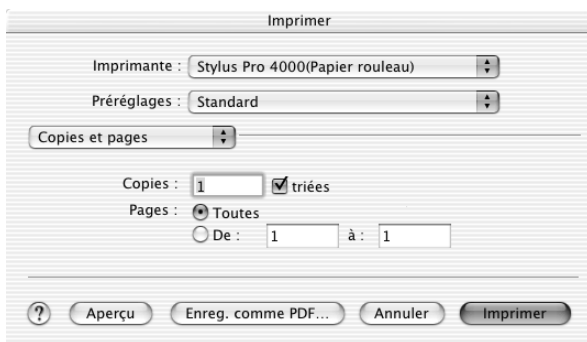 Imprimer
Imprimante : Stylus Pro 4000(Papier rouleau)
Préréglages : Standard
Copies et pages
Copies : 1 triées
Pages : Toutes
De : 1 à : 1
? Aperçu Enreg. comme PDF... Annuler Imprimer